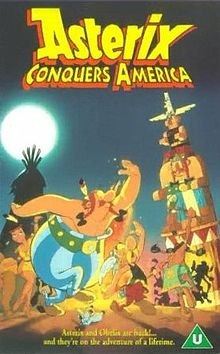 Asterix
CONQUERS AMERICA
Asterix and Obelix are back!...
and they're on the adventure of a lifetime.
U